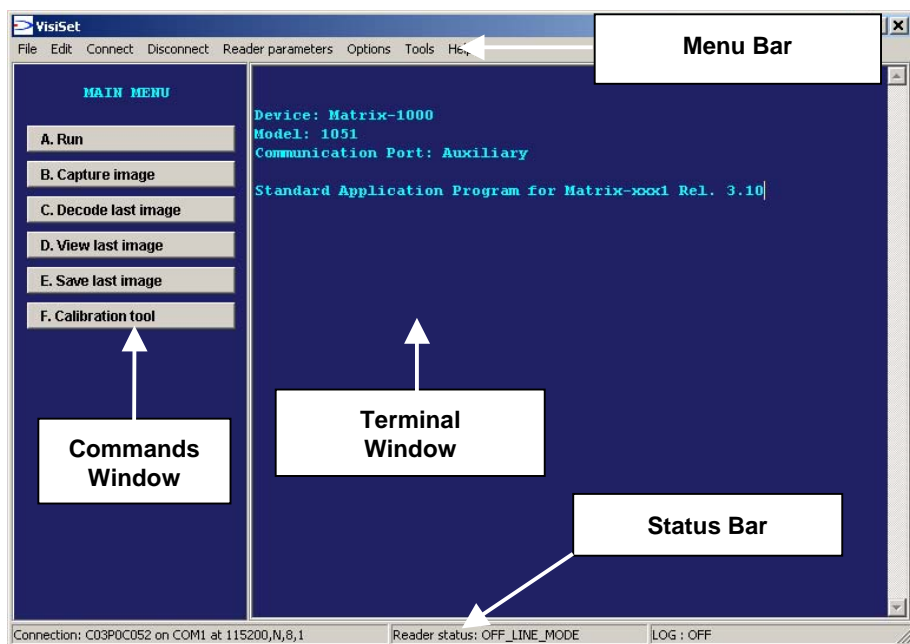 VisiSet
File Edit Connect Disconnect Reader parameters Options Tools Help
Menu Bar
MAIN MENU
A. Run
B. Capture image
C. Decode last image
D. View last image
E. Save last image
F. Calibration tool
Commands
Window
Device: Matrix-1000
Model: 1051
Communication Port: Auxiliary
Standard Application Program for Matrix-xxx1 Rel. 3.10
Terminal
Window
Status Bar
Connection: C03P0C052 on COM1 at 115200,N,8,1 Reader status: OFF_LINE_MODE LOG : OFF